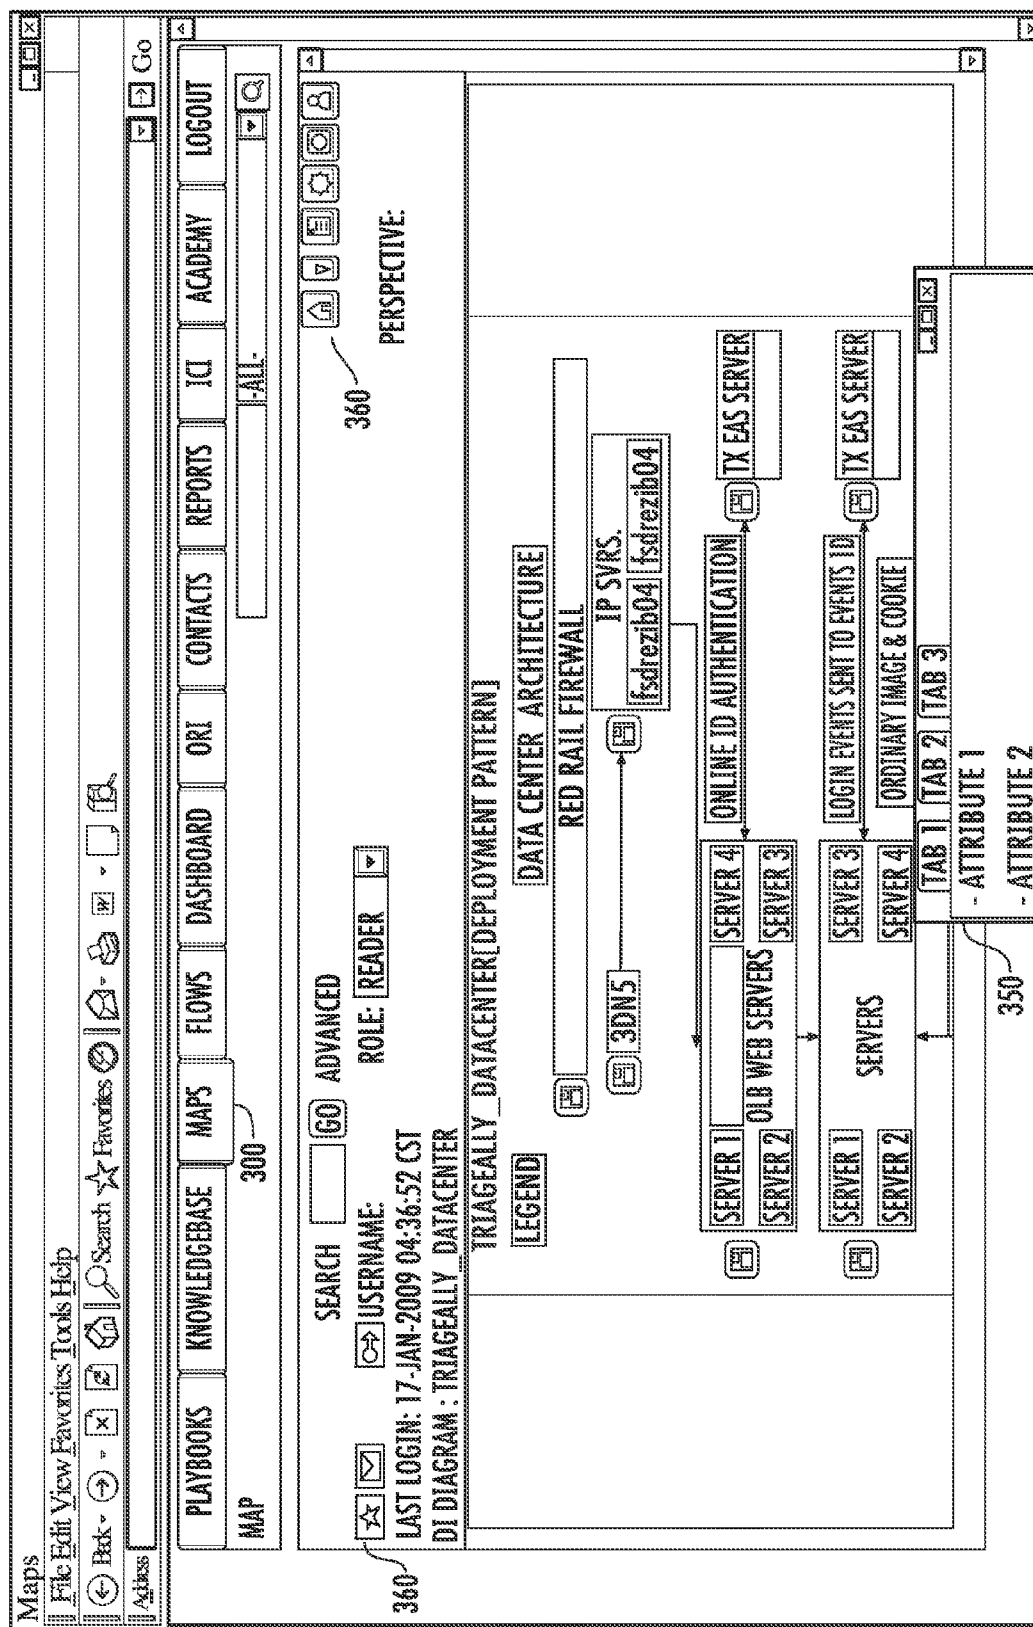 Maps
File Edit View Favorites Tools Help
Back Search Favorites W
Address Go
PLAYBOOKS KNOWLEDGEBASE MAPS FLOWS DASHBOARD ORI CONTACTS REPORTS ICI ACADEMY LOGOUT
300
MAP -ALL-
SEARCH GO ADVANCED
360
USERNAME: ROLE: READER PERSPECTIVE:
360
LAST LOGIN: 17-JAN-2009 04:36:52 CST
DI DIAGRAM : TRIAGEALLY_DATACENTER
TRIAGEALLY_DATACENTER[DEPLOYMENT PATTERN]
LEGEND DATA CENTER ARCHITECTURE
RED RAIL FIREWALL
3DN5
IP SVRS.
fsdrezib04 fsdrezib04
SERVER 1 SERVER 4 ONLINE ID AUTHENTICATION TX EAS SERVER
OLB WEB SERVERS
SERVER 2 SERVER 3
SERVER 1 SERVER 3 LOGIN EVENTS SENT TO EVENTS 1D TX EAS SERVER
SERVERS
SERVER 2 SERVER 4 ORDINARY IMAGE & COOKIE
TAB 1 TAB 2 TAB 3
350
- ATTRIBUTE 1
- ATTRIBUTE 2